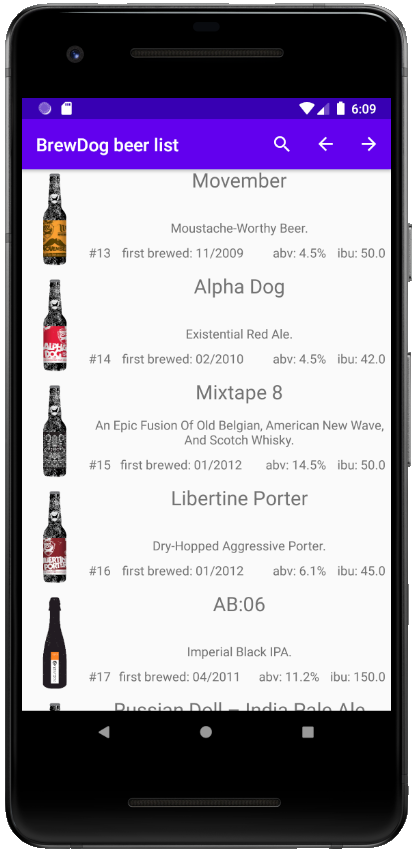 6:09
BrewDog beer list
Movember
Moustache-Worthy Beer.
#13 first brewed: 11/2009 abv: 4.5% ibu: 50.0
Alpha Dog
Existential Red Ale.
ALPHA
DOG
#14 first brewed: 02/2010 abv: 4.5% ibu: 42.0
Mixtape 8
An Epic Fusion Of Old Belgian, American New Wave,
And Scotch Whisky.
#15 first brewed: 01/2012 abv: 14.5% ibu: 50.0
Libertine Porter
Dry-Hopped Aggressive Porter.
#16 first brewed: 01/2012 abv: 6.1% ibu: 45.0
AB:06
Imperial Black IPA.
#17 first brewed: 04/2011 abv: 11.2% ibu: 150.0
Russian Doll – India Pale Ale